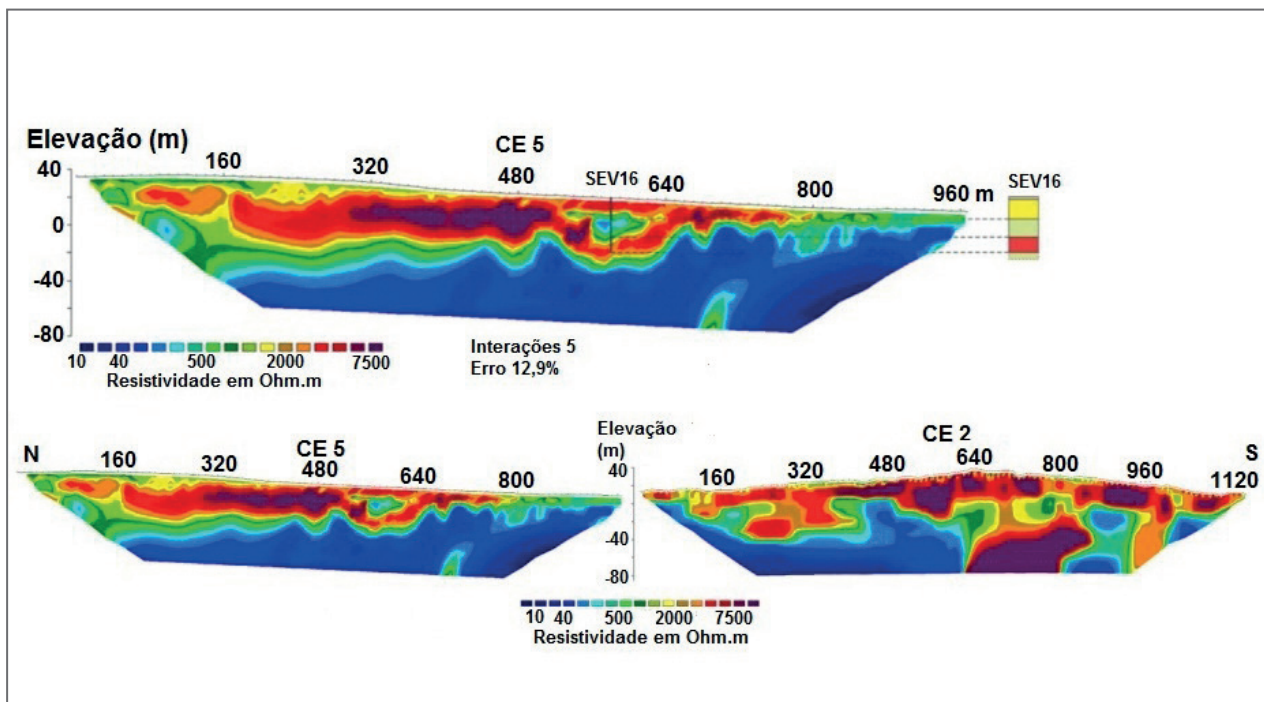 Elevação (m)
CE 5
160 320 480 SEV16 640 800 960 m
SEV16
40
0
-40
-80
10 40 500 2000 7500
Resistividade em Ohm.m
Interações 5
Erro 12,9%
N
CE 5
160 320 480 640 800
Elevação
(m)
CE 2
S
40
0
-40
-80
160 320 480 640 800 960 1120
10 40 500 2000 7500
Resistividade em Ohm.m